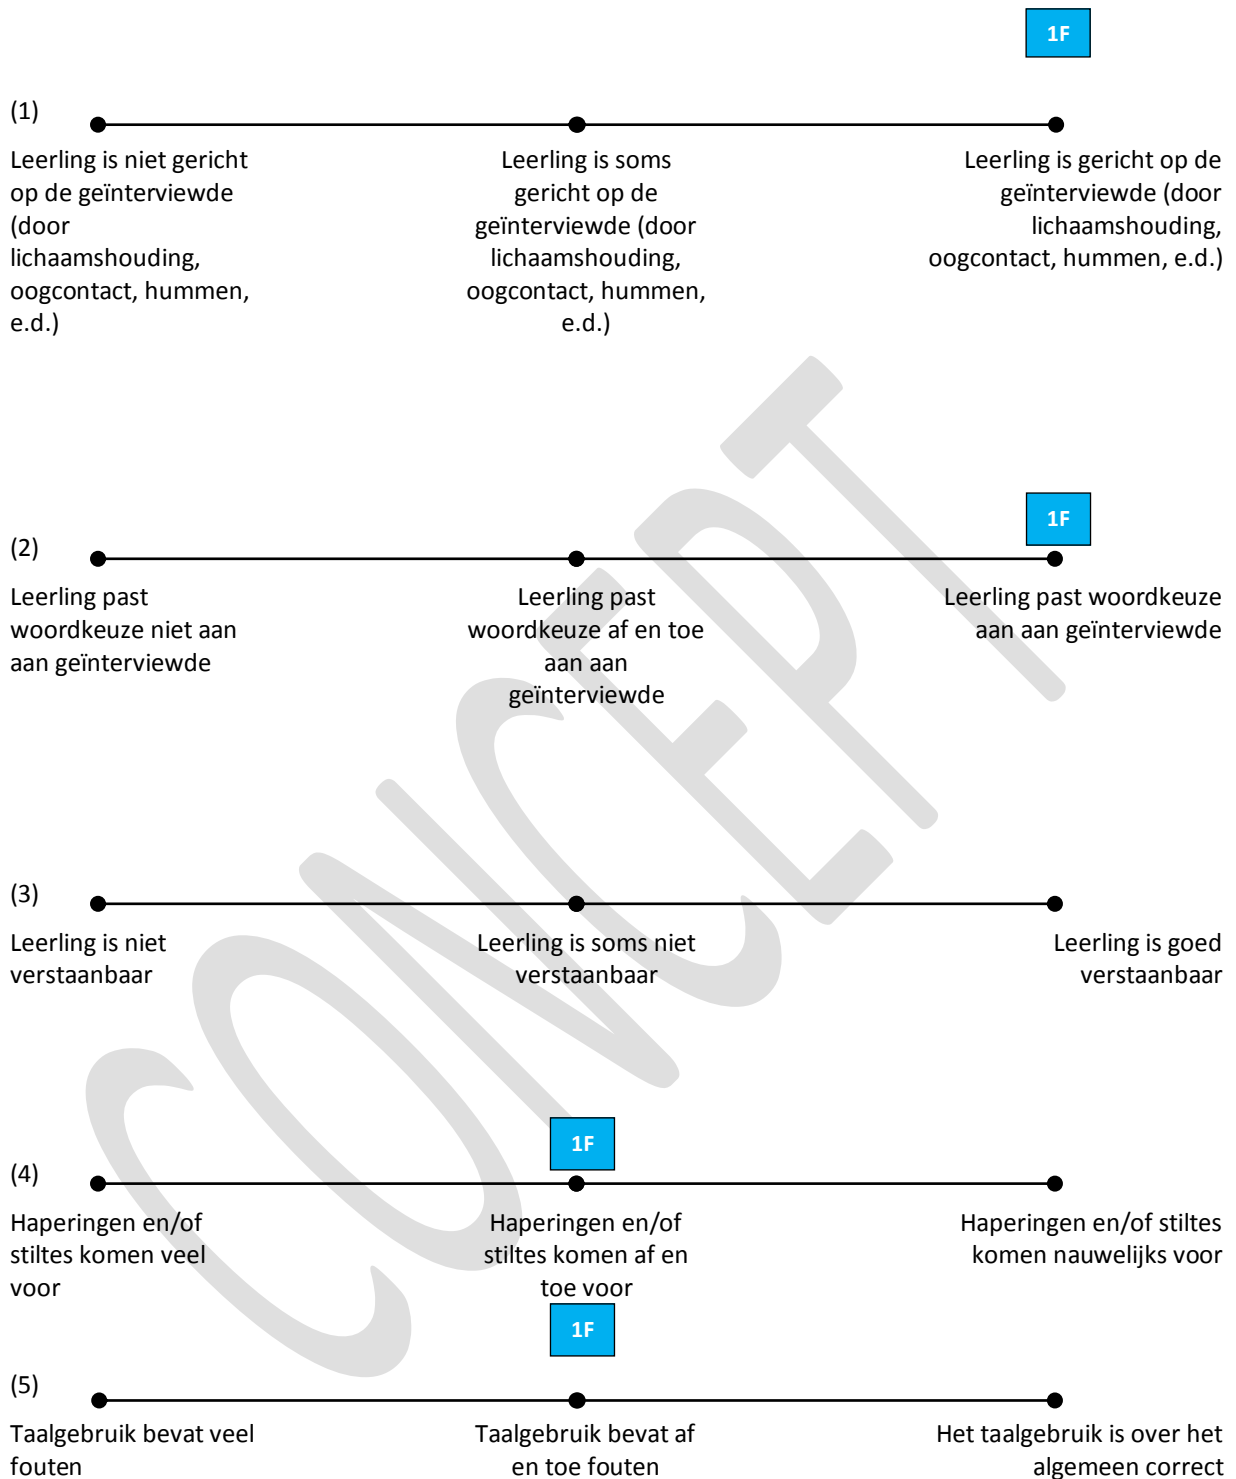 1F
(1)
Leerling is niet gericht
op de geïnterviewde
(door
lichaamshouding,
oogcontact, hummen,
e.d.)
Leerling is soms
gericht op de
geïnterviewde (door
lichaamshouding,
oogcontact, hummen,
e.d.)
Leerling is gericht op de
geïnterviewde (door
lichaamshouding,
oogcontact, hummen, e.d.)
1F
(2)
Leerling past
woordkeuze niet aan
aan geïnterviewde
Leerling past
woordkeuze af en toe
aan aan
geïnterviewde
Leerling past woordkeuze
aan aan geïnterviewde
(3)
Leerling is niet
verstaanbaar
Leerling is soms niet
verstaanbaar
Leerling is goed
verstaanbaar
1F
(4)
Haperingen en/of
stiltes komen veel
voor
Haperingen en/of
stiltes komen af en
toe voor
Haperingen en/of stiltes
komen nauwelijks voor
1F
(5)
Taalgebruik bevat veel
fouten
Taalgebruik bevat af
en toe fouten
Het taalgebruik is over het
algemeen correct
CONCEPT